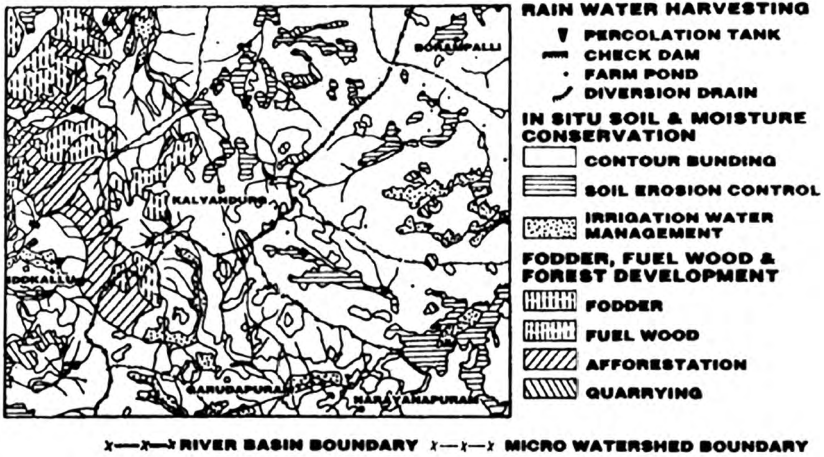 RAIN WATER HARVESTING
PERCOLATION TANK
CHECK DAM
FARM POND
DIVERSION DRAIN
IN SITU SOIL & MOISTURE
CONSERVATION
CONTOUR BUNDING
SOIL EROSION CONTROL
IRRIGATION WATER
MANAGEMENT
FODDER, FUEL WOOD &
FOREST DEVELOPMENT
FODDER
FUEL WOOD
AFFORESTATION
QUARRYING
BORAMPALLI
KALYANDURG
IDDKALLU
GARUDAPURAM
NARAYANAPURAM
x—x—x RIVER BASIN BOUNDARY x—x—x MICRO WATERSHED BOUNDARY